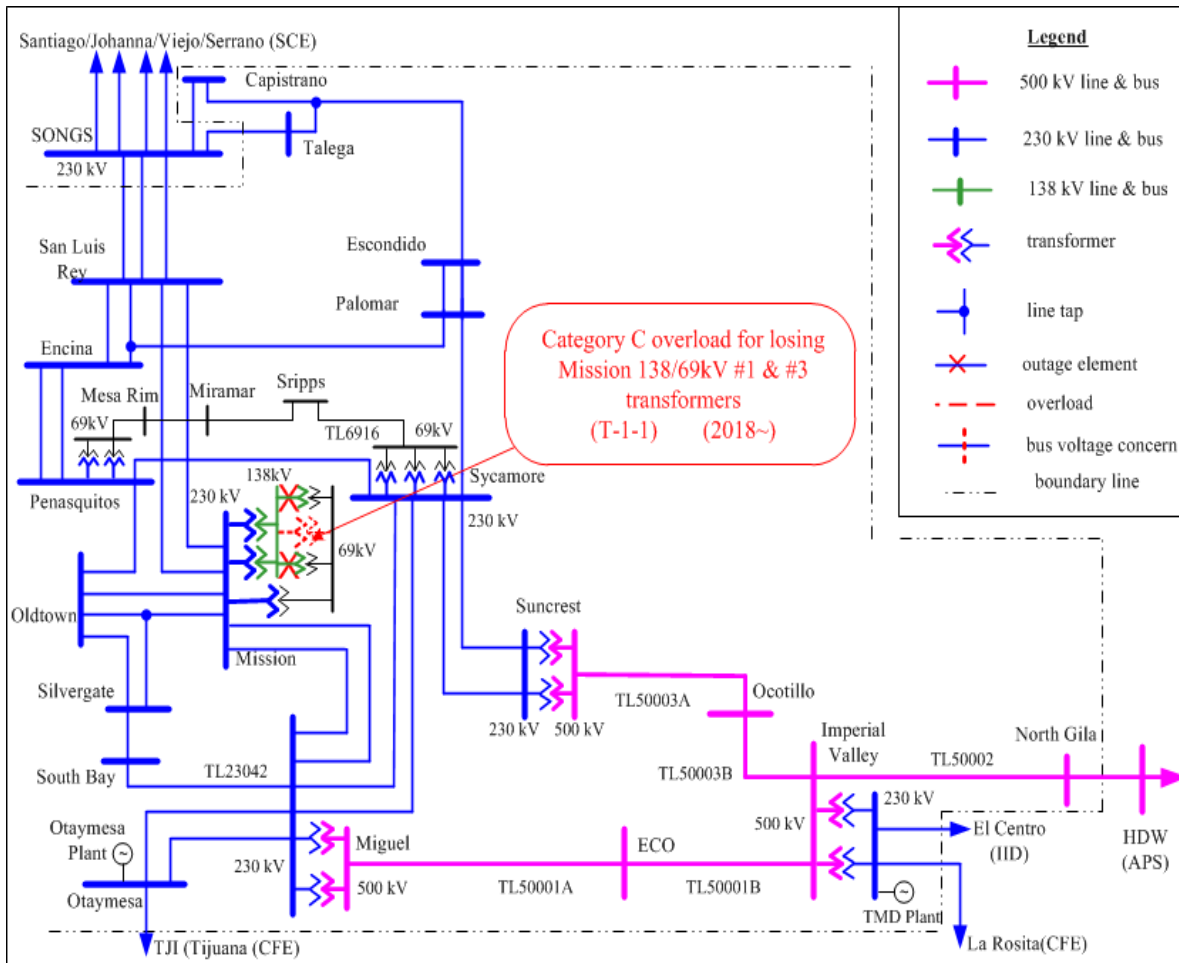 Santiago/Johanna/Viejo/Serrano (SCE)
Capistrano
SONGS
230 kV
Talega
San Luis
Rey
Escondido
Palomar
Encina
Mesa Rim
Miramar
Sripps
69kV
TL6916
69kV
Penasquitos
Sycamore
230 kV
138kV
230 kV
69kV
Category C overload for losing
Mission 138/69kV #1 & #3
transformers
(T-1-1) (2018~)
Oldtown
Mission
Silvergate
South Bay
TL23042
Suncrest
230 kV
500 kV
TL50003A
Ocotillo
TL50003B
Imperial
Valley
TL50002
North Gila
HDW
(APS)
500 kV
230 kV
El Centro
(IID)
TMD Plant
La Rosita(CFE)
Otaymesa
Plant
~
Otaymesa
230 kV
Miguel
500 kV
TL50001A
ECO
TL50001B
~
TJI (Tijuana (CFE)
Legend
500 kV line & bus
230 kV line & bus
138 kV line & bus
transformer
line tap
outage element
overload
bus voltage concern
boundary line